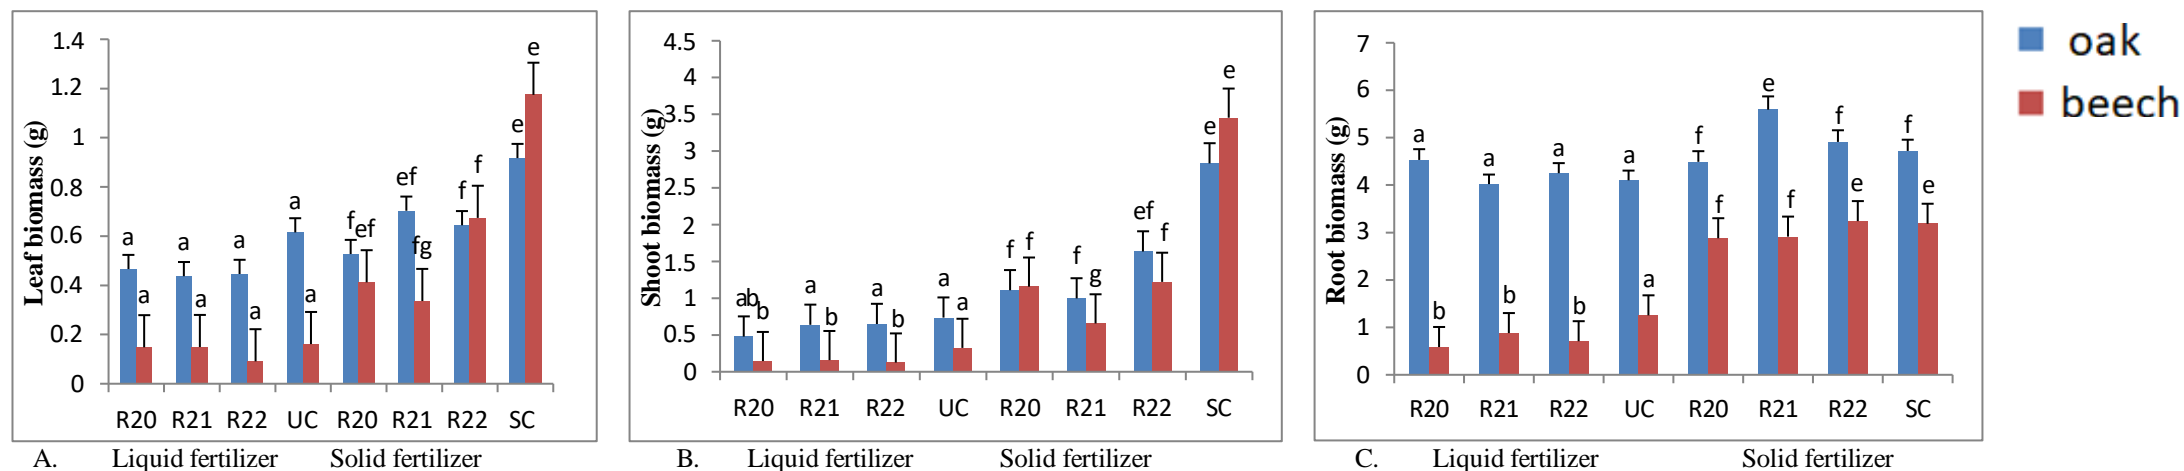 Leaf biomass (g)
1.4
1.2
1
0.8
0.6
0.4
0.2
0
a a a a a a a a f ef ef fg f f e e
R20 R21 R22 UC R20 R21 R22 SC
A. Liquid fertilizer Solid fertilizer
Shoot biomass (g)
4.5
4
3.5
3
2.5
2
1.5
1
0.5
0
ab b a b a b a a f f f g ef f e e
R20 R21 R22 UC R20 R21 R22 SC
B. Liquid fertilizer Solid fertilizer
Root biomass (g)
7
6
5
4
3
2
1
0
a b a b a b a a f f e f f e f e
R20 R21 R22 UC R20 R21 R22 SC
C. Liquid fertilizer Solid fertilizer
oak
beech